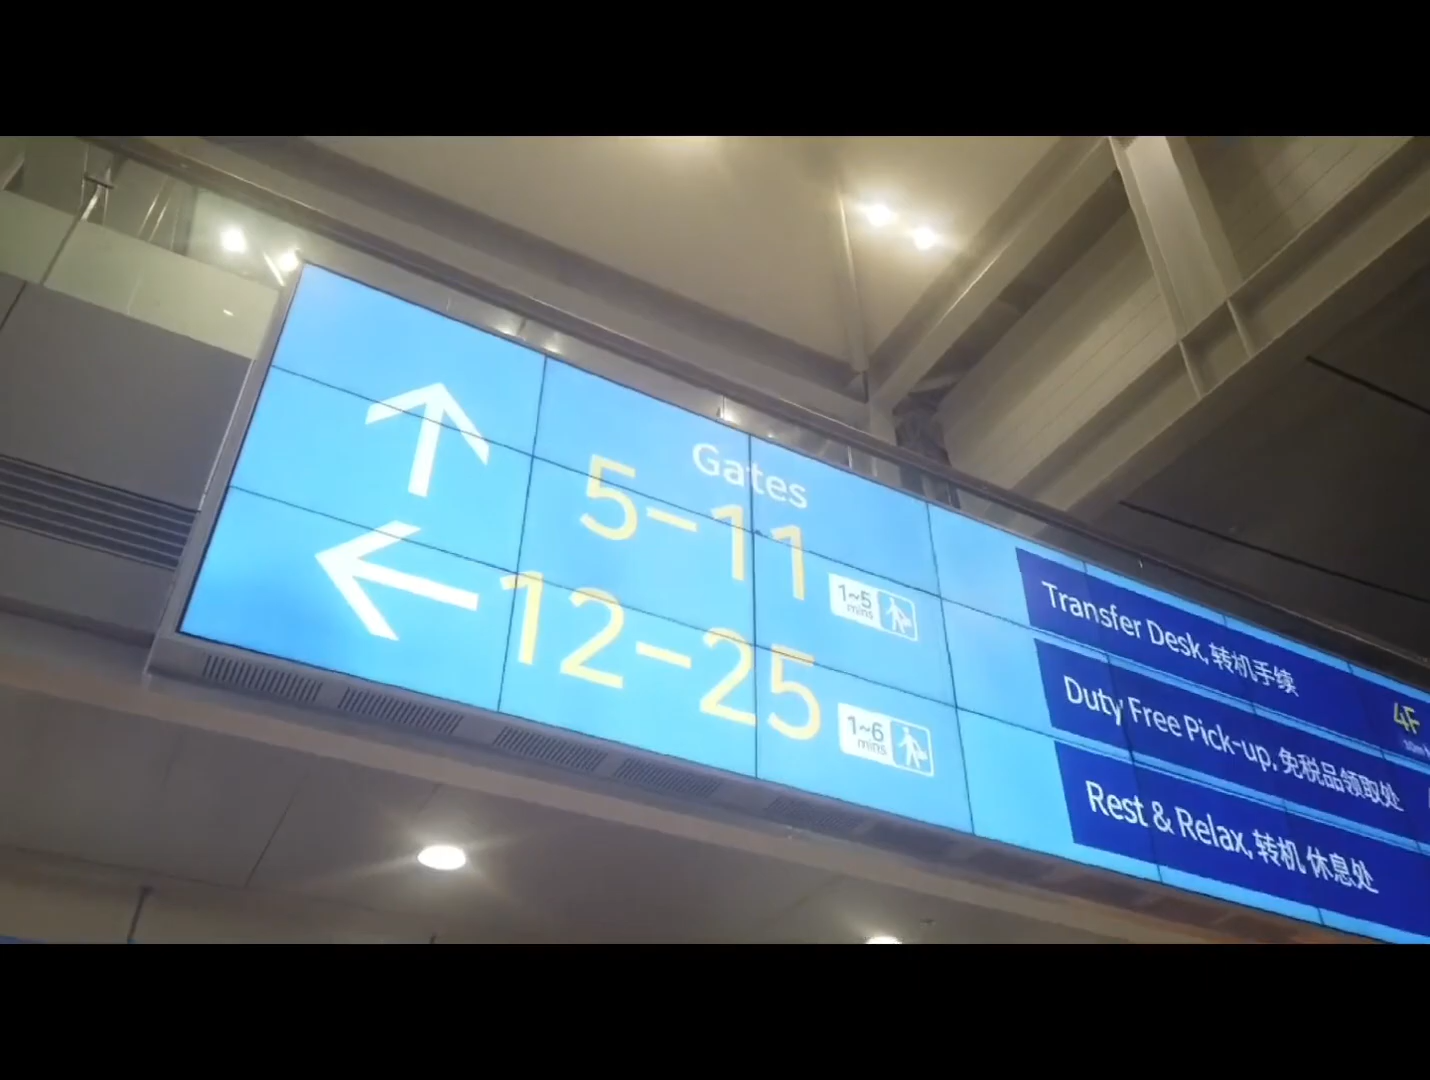 Gates
5-11
1~5
mins
12-25
1~6
mins
Transfer Desk, 转机手续
4F
Duty Free Pick-up, 免税品领取处
Rest & Relax, 转机 休息处